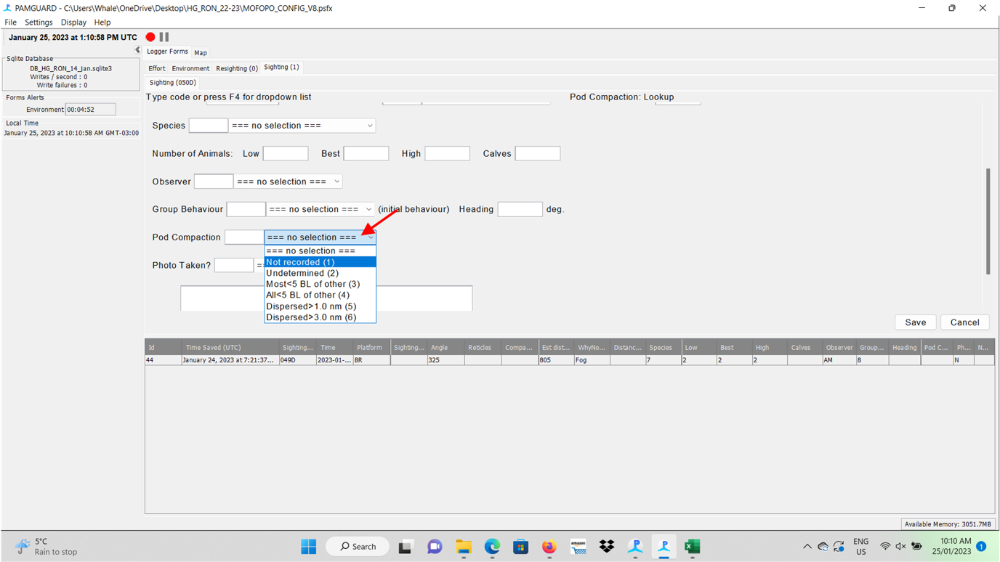 PAMGUARD - C:\Users\Whale\OneDrive\Desktop\HG_RON_22-23\MOFOPO_CONFIG_V8.psfx
File Settings Display Help
January 25, 2023 at 1:10:58 PM UTC
Sqlite Database
DB_HG_RON_14_jan.sqlite3
Writes / second : 0
Write failures : 0
Forms Alerts
Environment 00:04:52
Local Time
January 25, 2023 at 10:10:58 AM GMT-03:00
Logger Forms Map
Effort Environment Resighting (0) Sighting (1)
Sighting (050D)
Type code or press F4 for dropdown list Pod Compaction: Lookup
Species === no selection ===
Number of Animals: Low Best High Calves
Observer === no selection ===
Group Behaviour === no selection === (initial behaviour) Heading deg.
Pod Compaction === no selection ===
=== no selection ===
Not recorded (1)
Photo Taken? ==
Undetermined (2)
Most<5 BL of other (3)
All<5 BL of other (4)
Dispersed>1.0 nm (5)
Dispersed>3.0 nm (6)
Save Cancel
Id Time Saved (UTC) Sighting... Time Platform Sighting... Angle Reticles Compa... Est dist... WhyNo... Distanc... Species Low Best High Calves Observer Group... Heading Pod C... Ph... N...
44 January 24, 2023 at 7:21:37... 049D 2023-01-... BR 325 805 Fog 7 2 2 2 AM 8 N
Available Memory: 3051.7MB
5°C
Rain to stop
Search
amazon
ENG
US
10:10 AM
25/01/2023
1